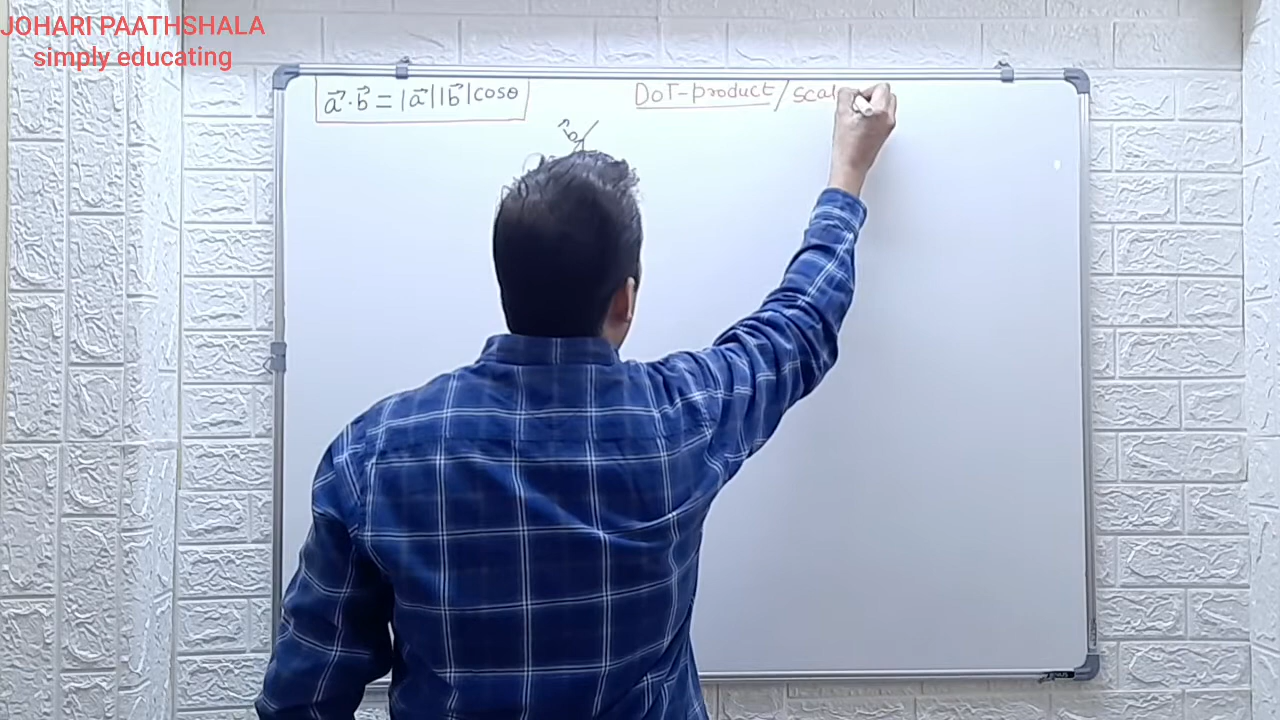 JOHARI PAATHSHALA
simply educating
a⃗·b⃗ = |a⃗||b⃗|cosθ
DOT-product/scal
a⃗